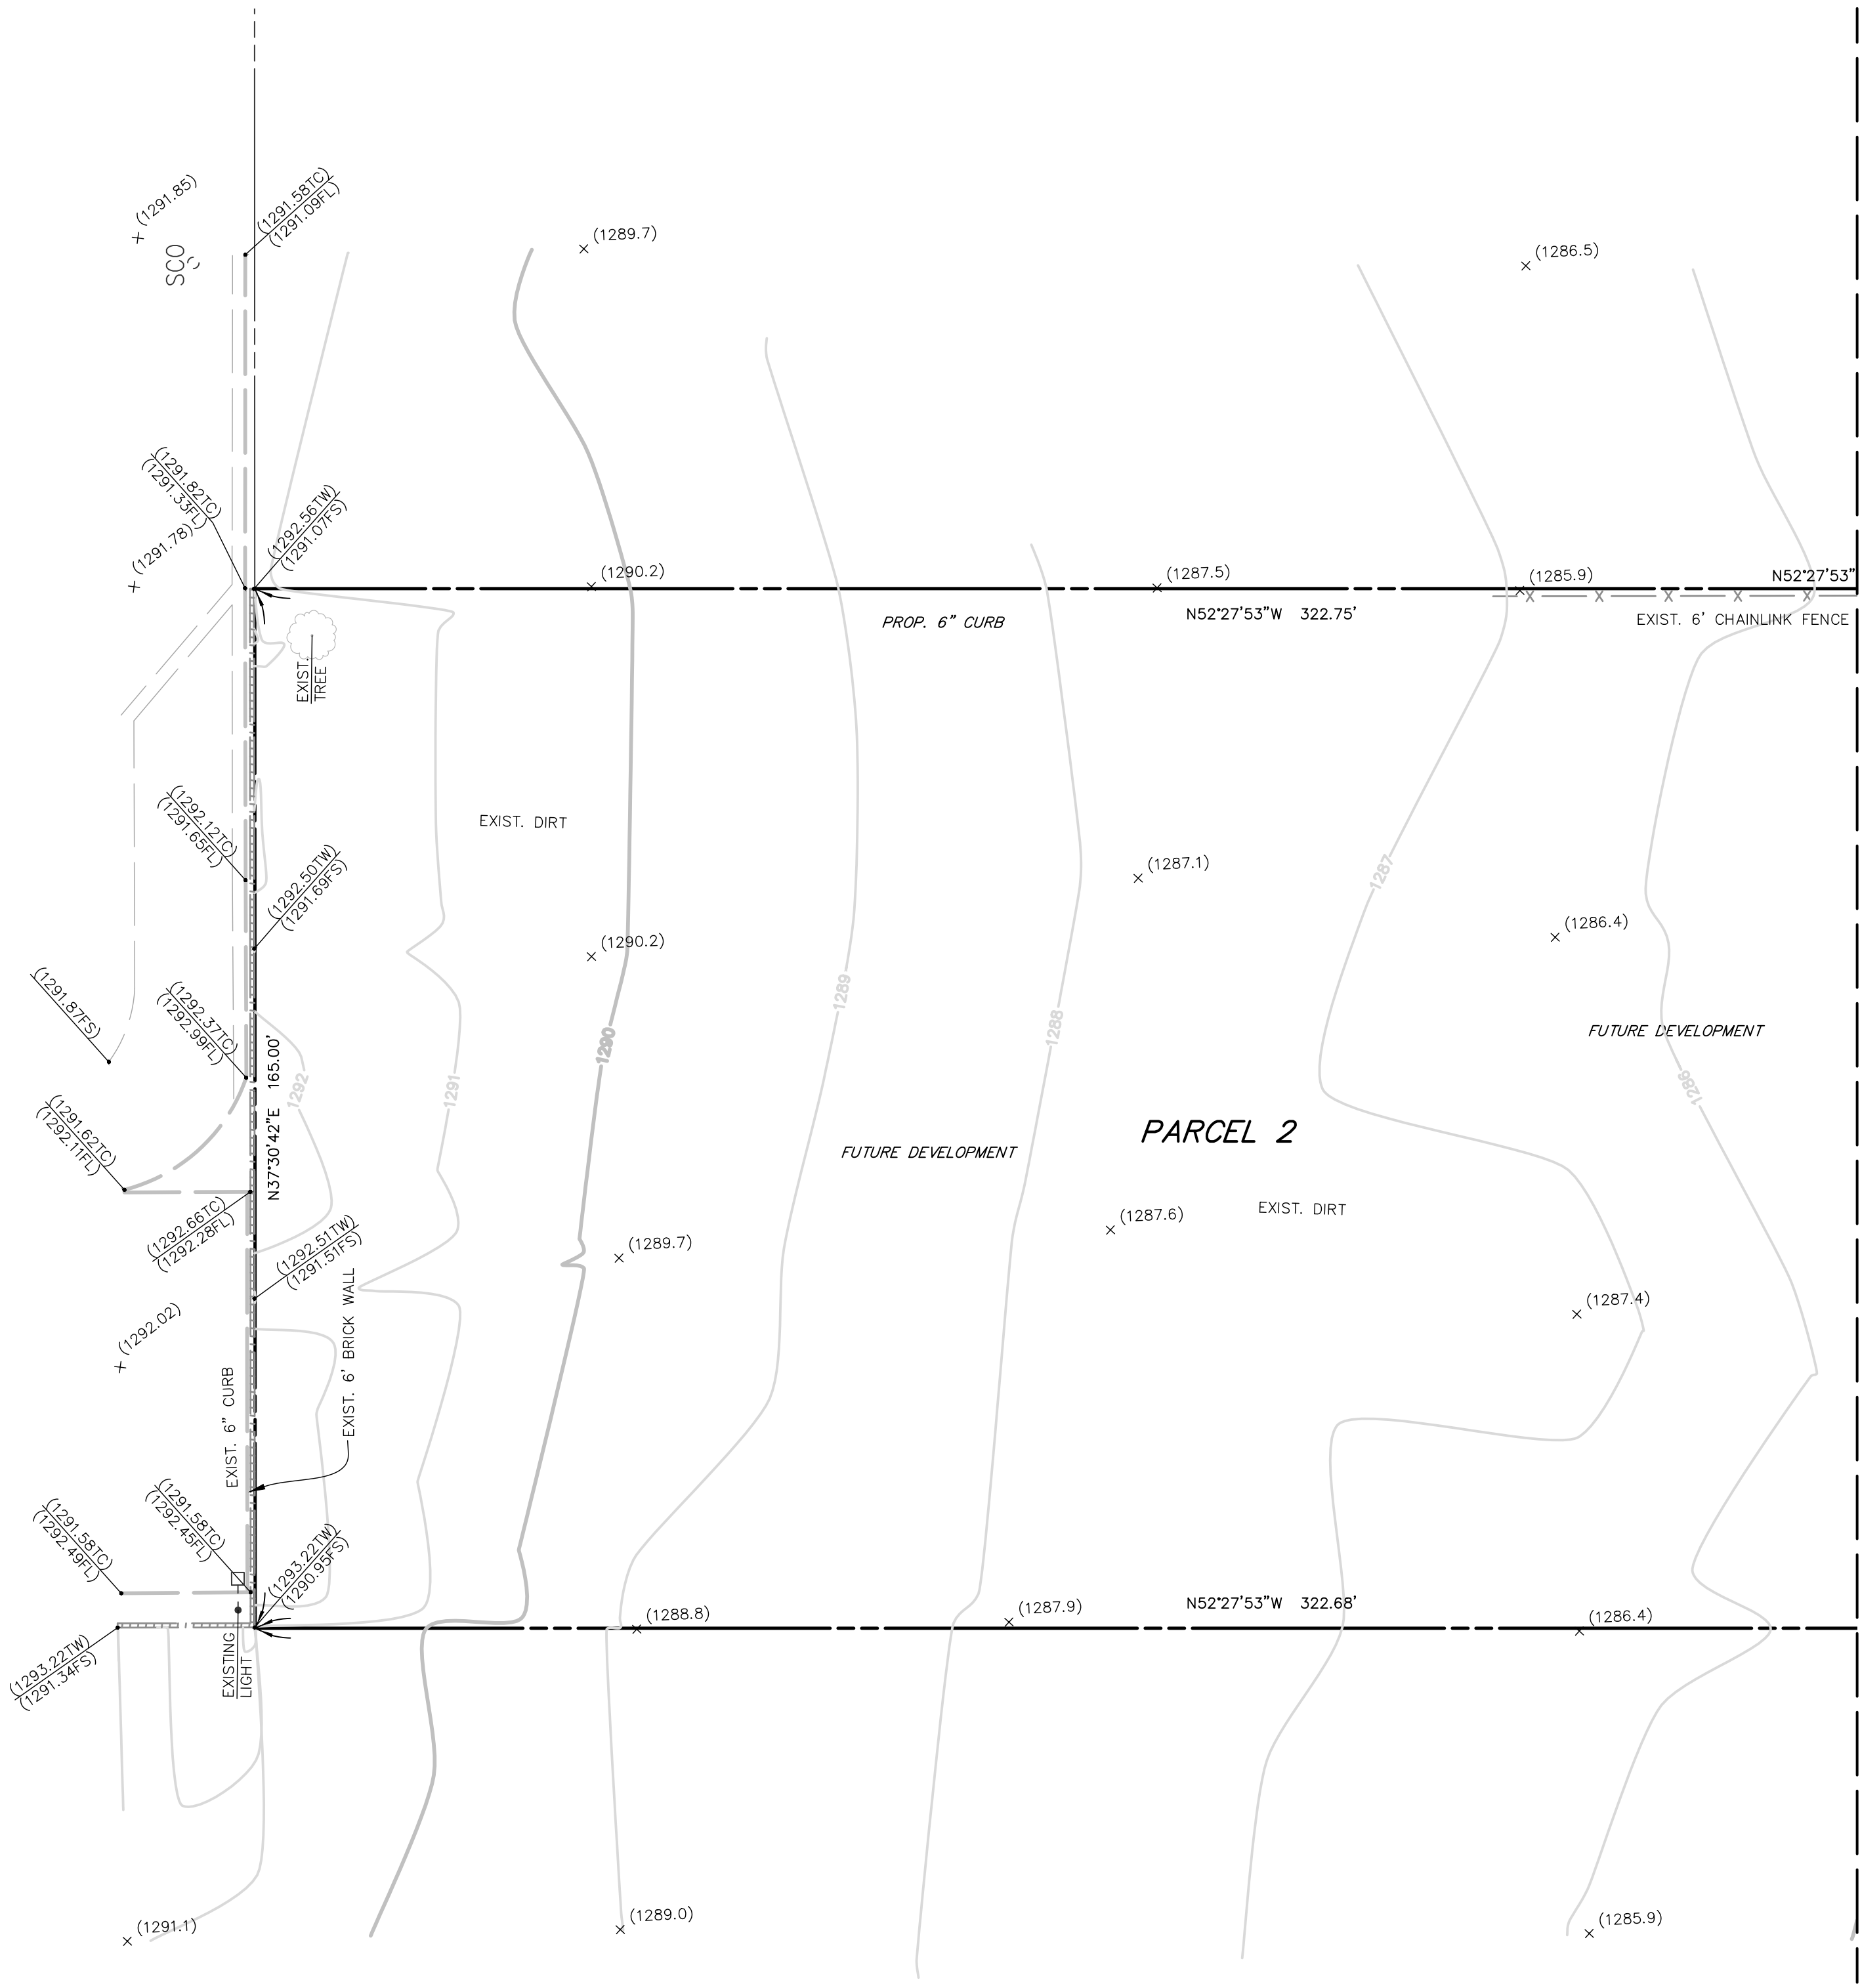 (1291.85)
SCO
(1291.58TC)
(1291.09FL)
(1289.7)
(1286.5)
(1291.82TC)
(1291.33FL)
(1291.78)
(1292.56TW)
(1291.07FS)
(1290.2)
(1287.5)
(1285.9)
N52°27'53"
PROP. 6" CURB
N52°27'53"W 322.75'
EXIST. 6' CHAINLINK FENCE
EXIST.
TREE
(1292.12TC)
(1291.65FL)
EXIST. DIRT
(1292.50TW)
(1291.69FS)
(1287.1)
1287
(1286.4)
(1290.2)
(1291.87FS)
(1292.37TC)
(1292.99FL)
1289
1288
1290
FUTURE DEVELOPMENT
N37°30'42"E 165.00'
1292
1291
1286
(1291.62TC)
(1292.11FL)
PARCEL 2
FUTURE DEVELOPMENT
(1292.66TC)
(1292.28FL)
(1292.51TW)
(1291.51FS)
(1289.7)
(1287.6)
EXIST. DIRT
(1287.4)
(1292.02)
EXIST. 6" CURB
EXIST. 6' BRICK WALL
(1291.58TC)
(1292.49FL)
(1291.58TC)
(1292.45FL)
(1293.22TW)
(1290.95FS)
(1288.8)
(1287.9)
N52°27'53"W 322.68'
(1286.4)
(1293.22TW)
(1291.34FS)
EXISTING
LIGHT
(1291.1)
(1289.0)
(1285.9)